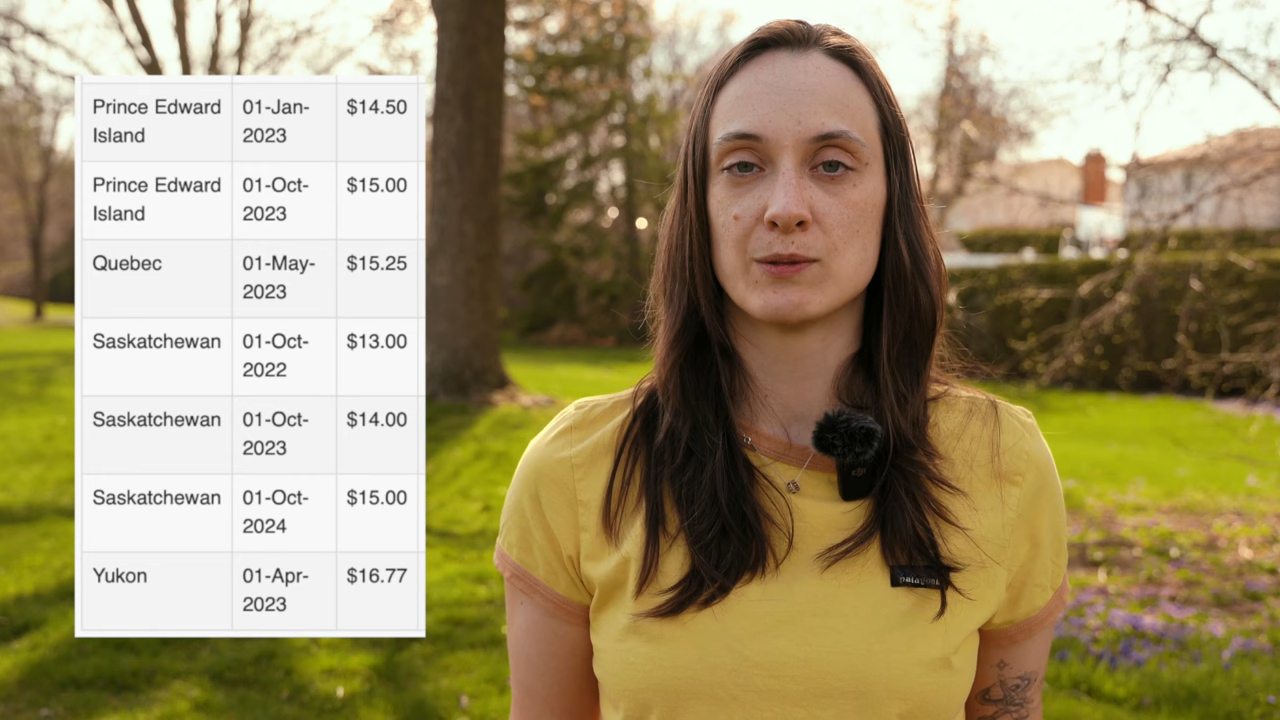 Prince Edward 01-Jan- $14.50
Island 2023
Prince Edward 01-Oct- $15.00
Island 2023
Quebec 01-May- $15.25
2023
Saskatchewan 01-Oct- $13.00
2022
Saskatchewan 01-Oct- $14.00
2023
Saskatchewan 01-Oct- $15.00
2024
Yukon 01-Apr- $16.77
2023
dji